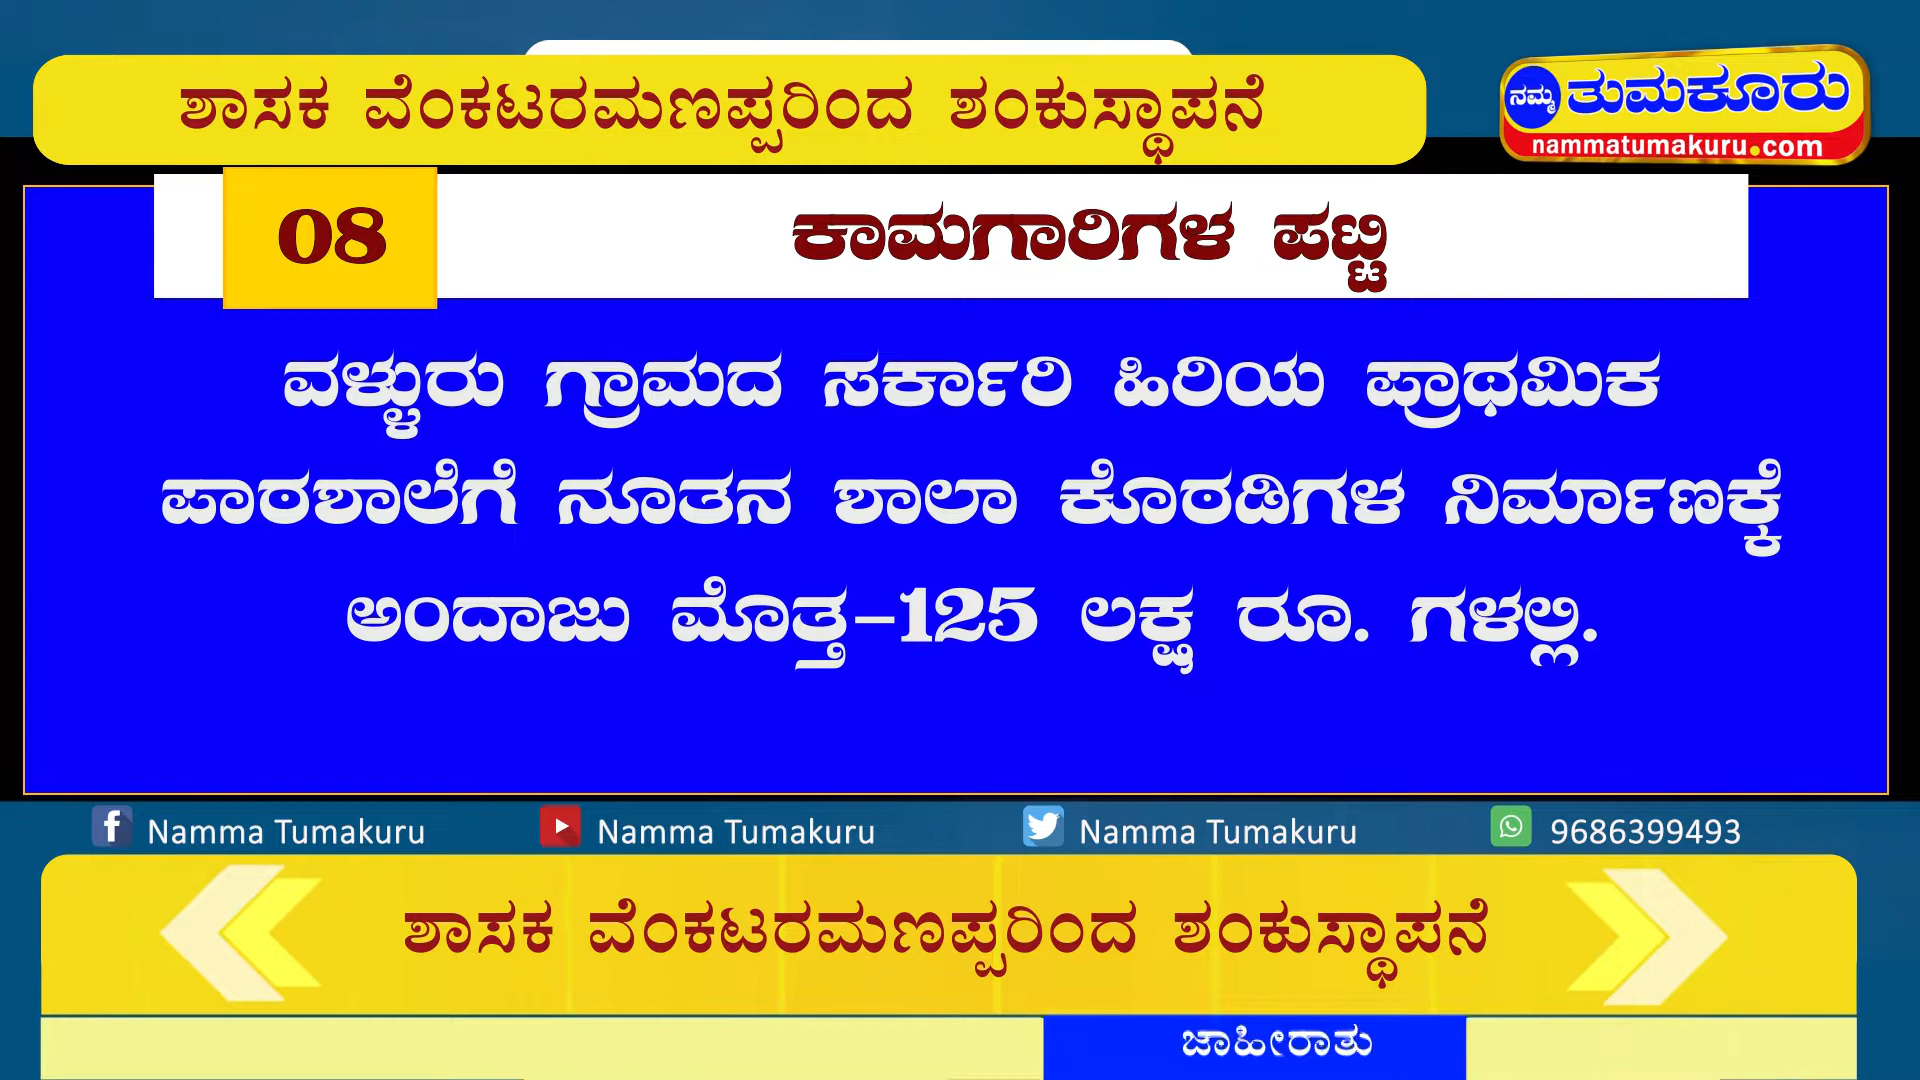 ಶಾಸಕ ವೆಂಕಟರಮಣಪ್ಪರಿಂದ ಶಂಕುಸ್ಥಾಪನೆ
ನಮ್ಮ ತುಮಕೂರು
nammatumakuru.com
08 ಕಾಮಗಾರಿಗಳ ಪಟ್ಟಿ
ವಳ್ಳುರು ಗ್ರಾಮದ ಸರ್ಕಾರಿ ಹಿರಿಯ ಪ್ರಾಥಮಿಕ
ಪಾಠಶಾಲೆಗೆ ನೂತನ ಶಾಲಾ ಕೊಠಡಿಗಳ ನಿರ್ಮಾಣಕ್ಕೆ
ಅಂದಾಜು ಮೊತ್ತ-125 ಲಕ್ಷ ರೂ. ಗಳಲ್ಲಿ.
Namma Tumakuru Namma Tumakuru Namma Tumakuru 9686399493
ಶಾಸಕ ವೆಂಕಟರಮಣಪ್ಪರಿಂದ ಶಂಕುಸ್ಥಾಪನೆ
ಜಾಹೀರಾತು